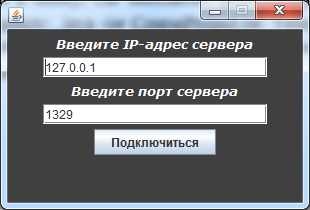 Введите IP-адрес сервера
127.0.0.1
Введите порт сервера
1329
Подключиться